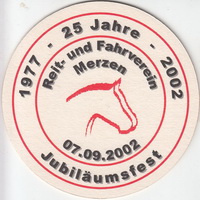 1977 - 25 Jahre - 2002
Reit- und Fahrverein
Merzen
07.09.2002
Jubiläumsfest